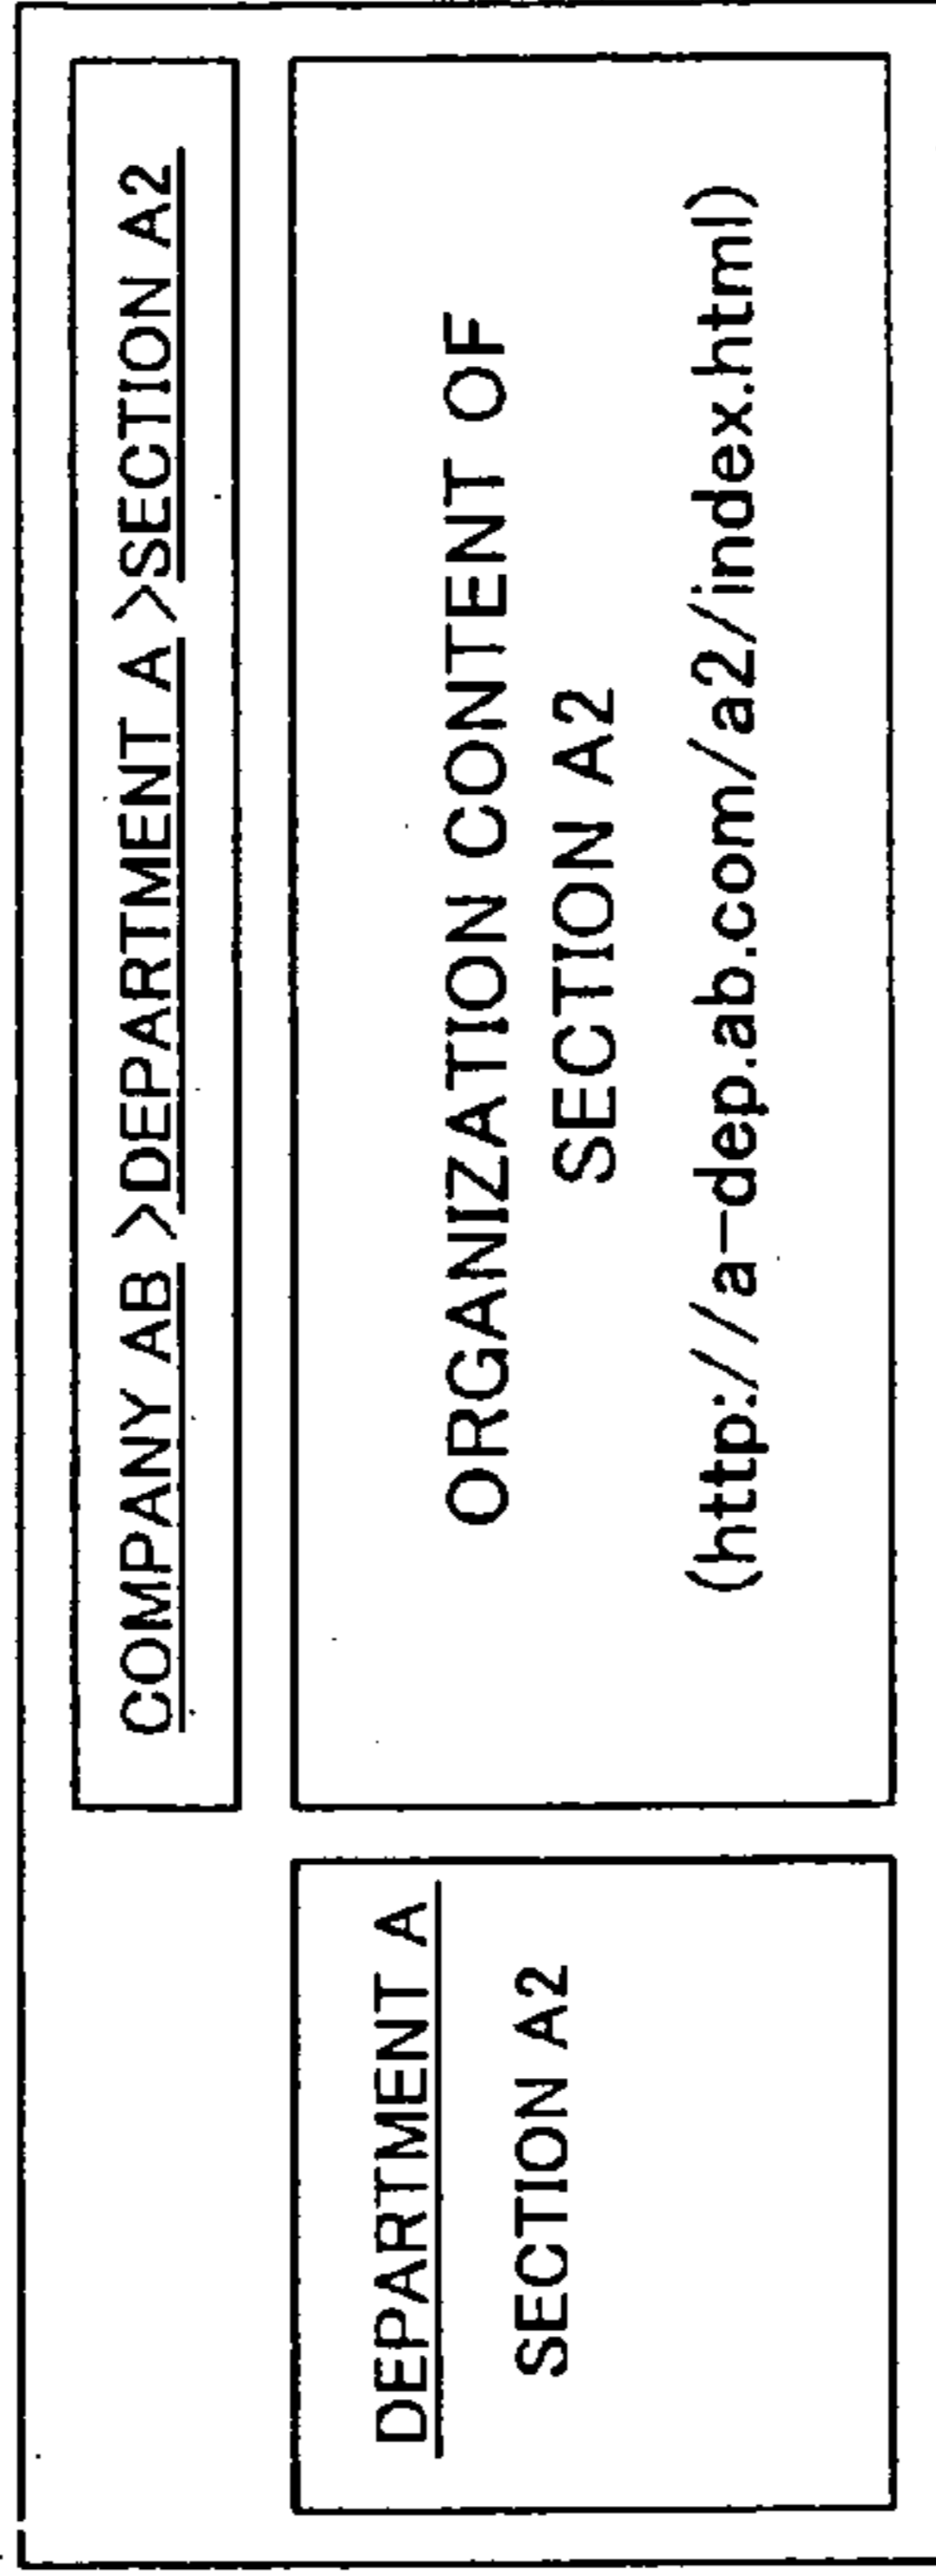 COMPANY AB >DEPARTMENT A >SECTION A2
DEPARTMENT A
SECTION A2
ORGANIZATION CONTENT OF
SECTION A2
(http://a-dep.ab.com/a2/index.html)